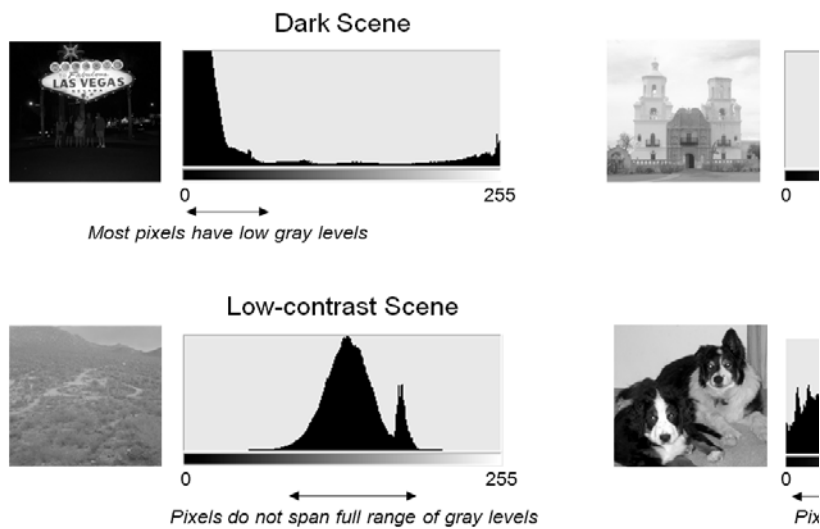 Dark Scene
Fabulous
LAS VEGAS
0
255
0
Most pixels have low gray levels
Low-contrast Scene
0
255
0
Pixels do not span full range of gray levels